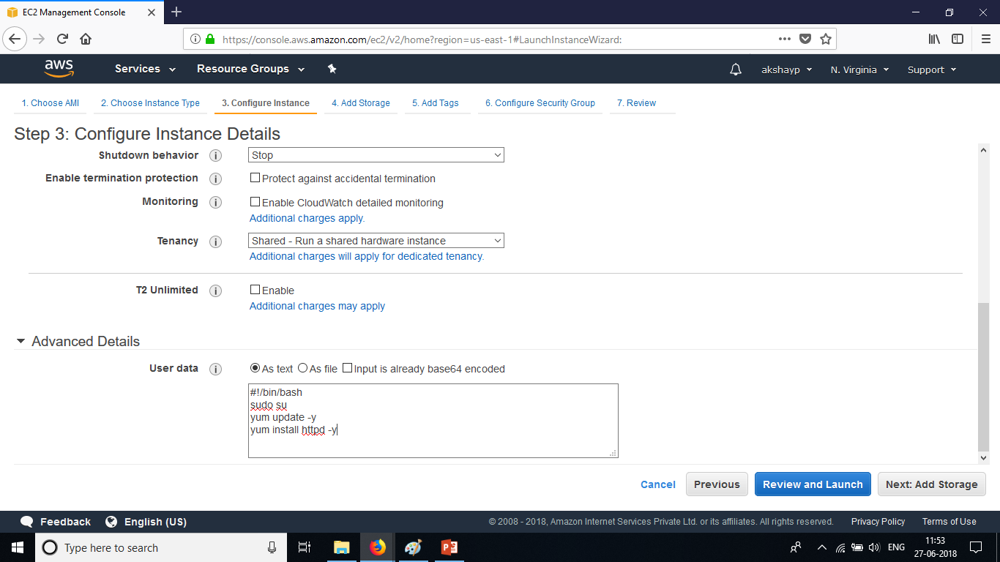 EC2 Management Console
https://console.aws.amazon.com/ec2/v2/home?region=us-east-1#LaunchInstanceWizard:
aws Services Resource Groups akshayp N. Virginia Support
1. Choose AMI 2. Choose Instance Type 3. Configure Instance 4. Add Storage 5. Add Tags 6. Configure Security Group 7. Review
Step 3: Configure Instance Details
Shutdown behavior i Stop
Enable termination protection i Protect against accidental termination
Monitoring i Enable CloudWatch detailed monitoring
Additional charges apply.
Tenancy i Shared - Run a shared hardware instance
Additional charges will apply for dedicated tenancy.
T2 Unlimited i Enable
Additional charges may apply
Advanced Details
User data i As text As file Input is already base64 encoded
#!/bin/bash
sudo su
yum update -y
yum install httpd -y
Cancel Previous Review and Launch Next: Add Storage
Feedback English (US) © 2008 - 2018, Amazon Internet Services Private Ltd. or its affiliates. All rights reserved. Privacy Policy Terms of Use
Type here to search ENG 11:53
27-06-2018